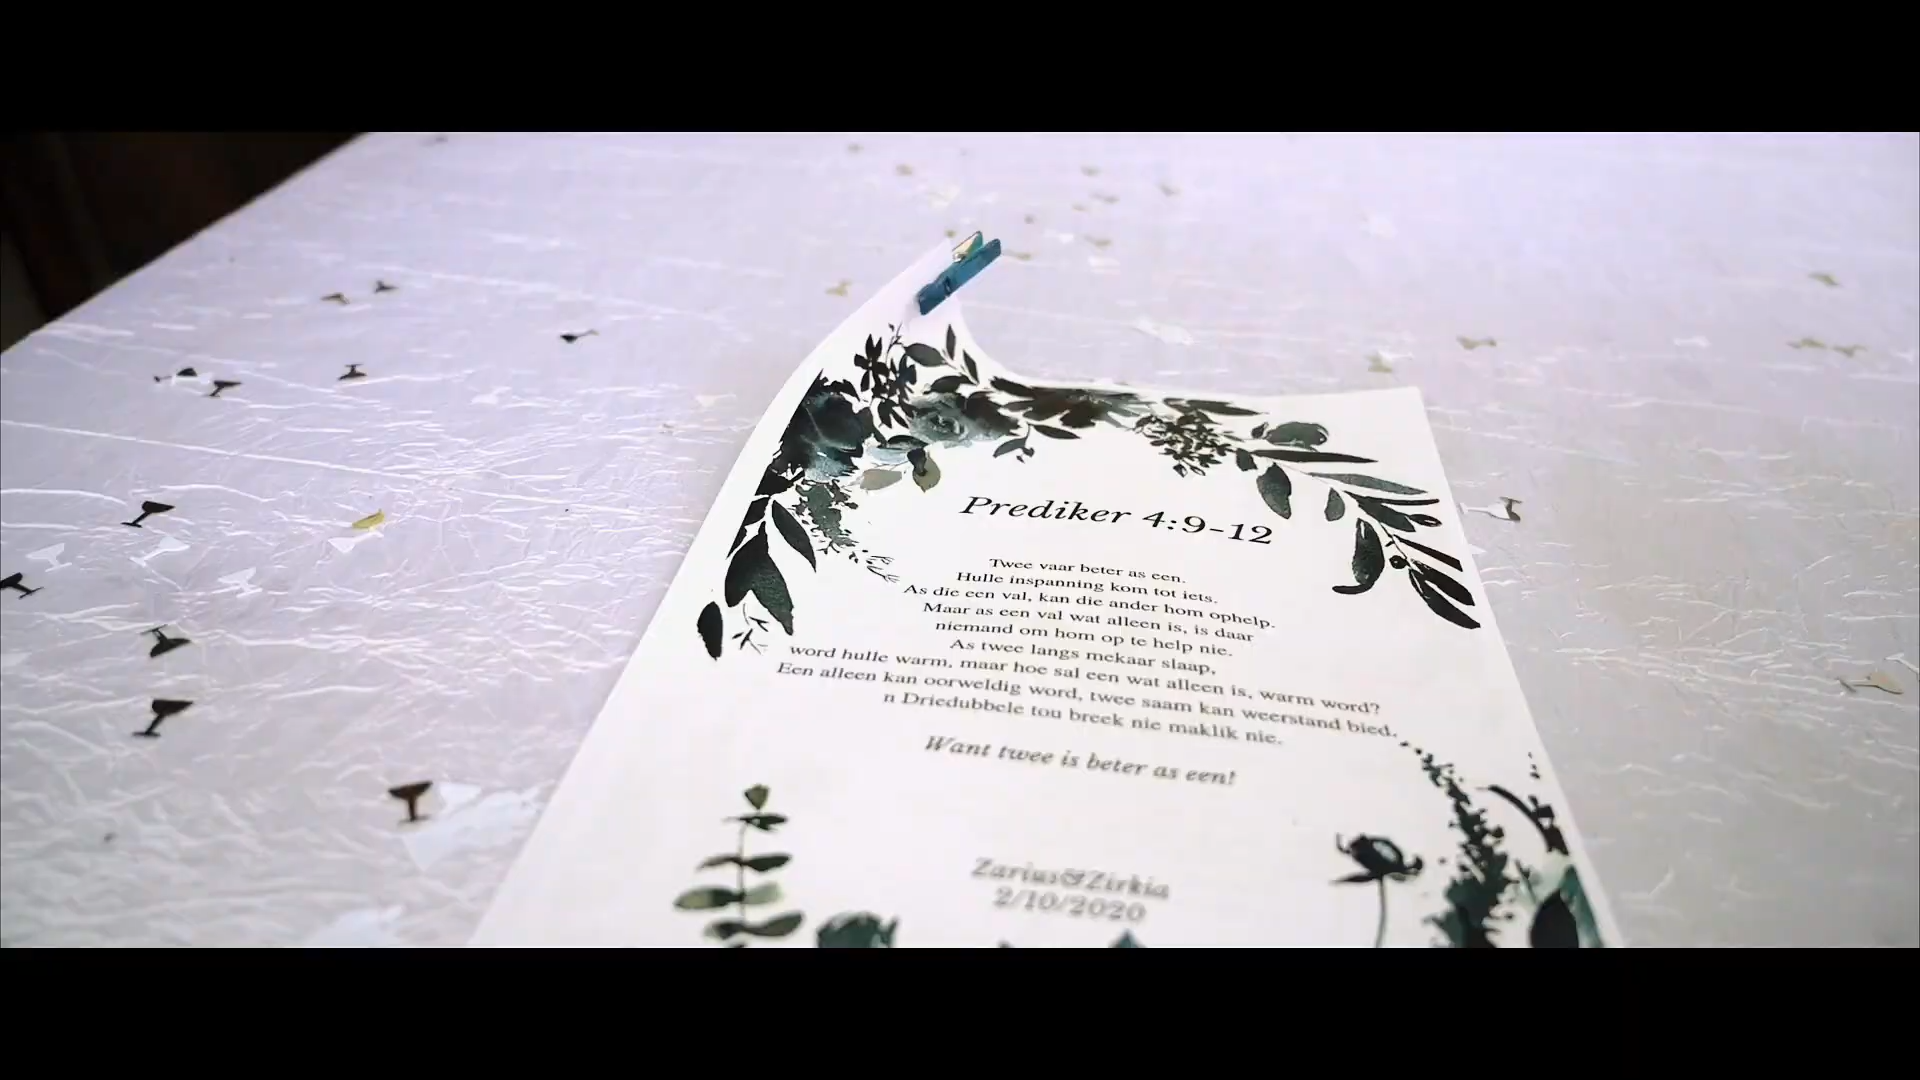 Prediker 4:9-12
Twee vaar beter as een.
Hulle inspanning kom tot iets.
As die een val, kan die ander hom ophelp.
Maar as een val wat alleen is, is daar
niemand om hom op te help nie.
As twee langs mekaar slaap,
word hulle warm, maar hoe sal een wat alleen is, warm word?
Een alleen kan oorweldig word, twee saam kan weerstand bied.
n Driedubbele tou breek nie maklik nie.
Want twee is beter as een!
Zarius&Zirkia
2/10/2020